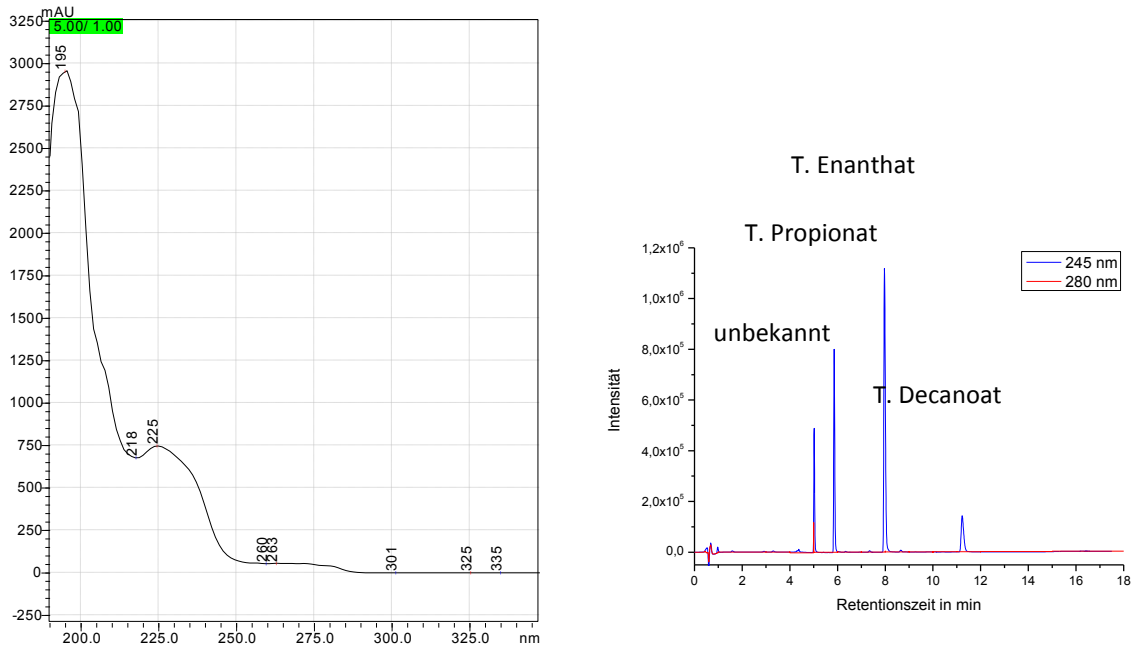 mAU
5.00/ 1.00
3250
3000
2750
2500
2250
2000
1750
1500
1250
1000
750
500
250
0
-250
195
218
225
260
263
301
325
335
200.0 225.0 250.0 275.0 300.0 325.0 nm
T. Enanthat
T. Propionat
unbekannt
T. Decanoat
245 nm
280 nm
Intensität
1,2x10⁶
1,0x10⁶
8,0x10⁵
6,0x10⁵
4,0x10⁵
2,0x10⁵
0,0
0 2 4 6 8 10 12 14 16 18
Retentionszeit in min